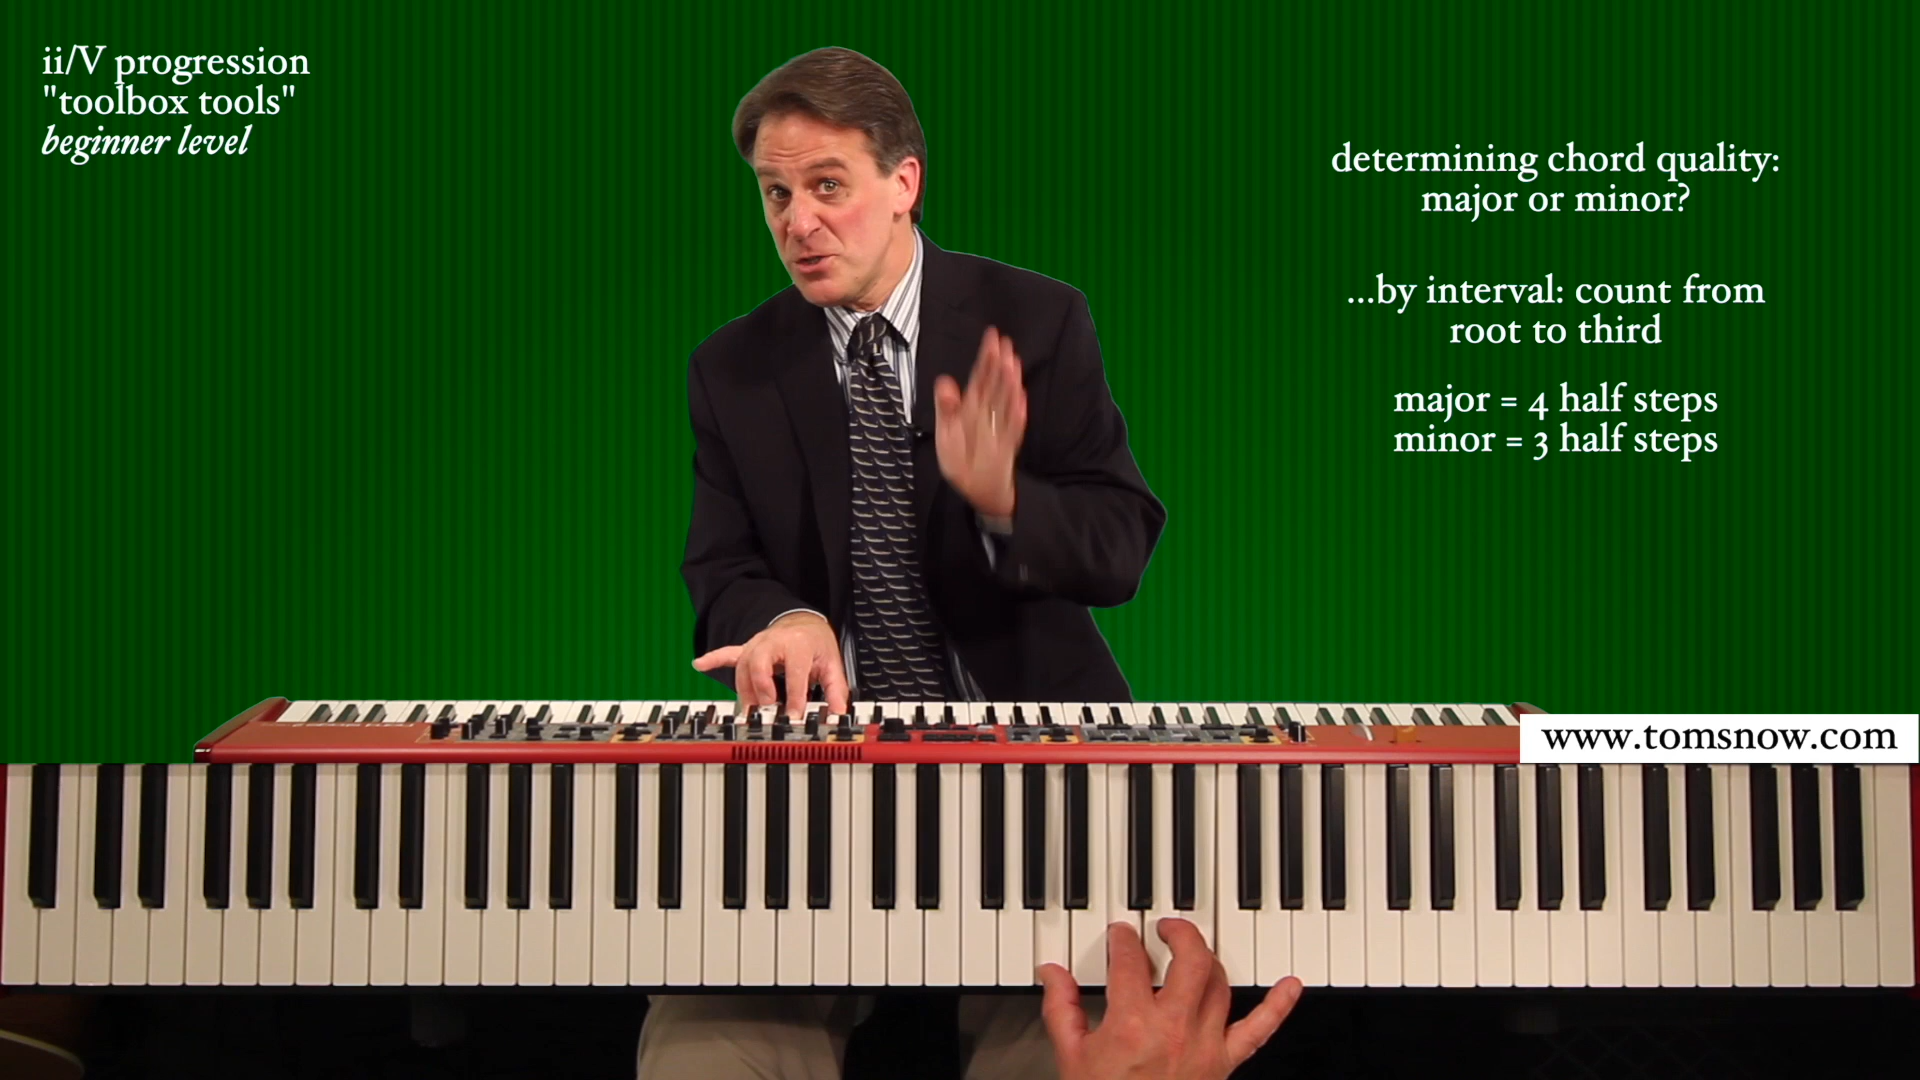 ii/V progression
"toolbox tools"
beginner level
determining chord quality:
major or minor?
...by interval: count from
root to third
major = 4 half steps
minor = 3 half steps
www.tomsnow.com